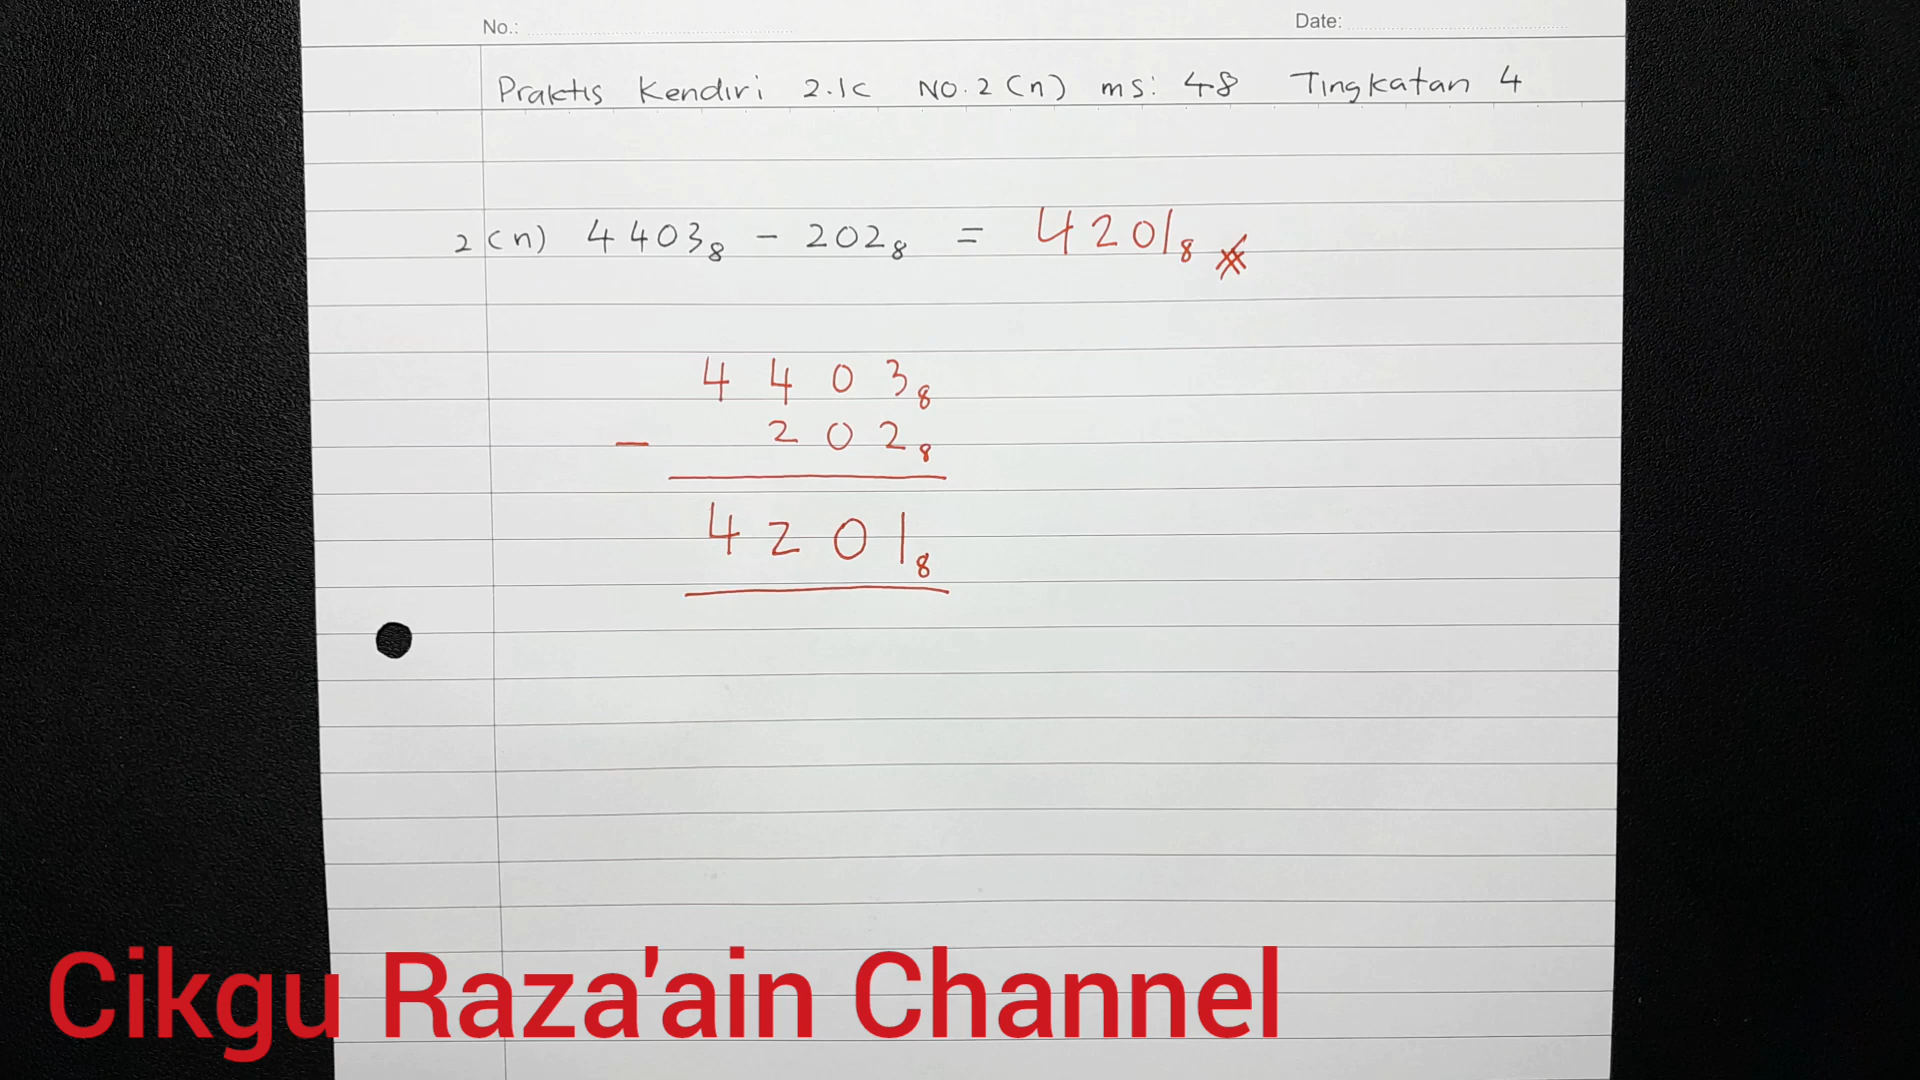 No.: Date:
Praktis Kendiri 2.1c NO.2 (n) ms: 48 Tingkatan 4
2(n) 4403₈ - 202₈ = 4201₈
4 4 0 3₈
- 2 0 2₈
4 2 0 1₈
Cikgu Raza'ain Channel